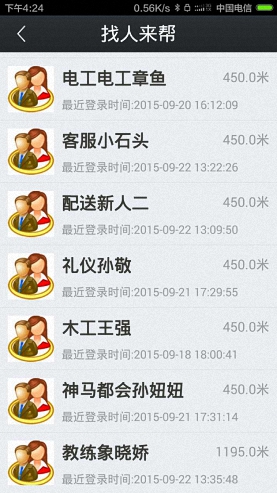 下午4:24 0.56K/s 中国电信
找人来帮
电工电工章鱼 450.0米
最近登录时间:2015-09-20 16:12:09
客服小石头 450.0米
最近登录时间:2015-09-22 13:22:26
配送新人二 450.0米
最近登录时间:2015-09-22 13:09:50
礼仪孙敬 450.0米
最近登录时间:2015-09-21 17:29:55
木工王强 450.0米
最近登录时间:2015-09-18 18:00:41
神马都会孙妞妞 450.0米
最近登录时间:2015-09-21 17:31:14
教练象晓娇 1195.0米
最近登录时间:2015-09-22 13:35:48